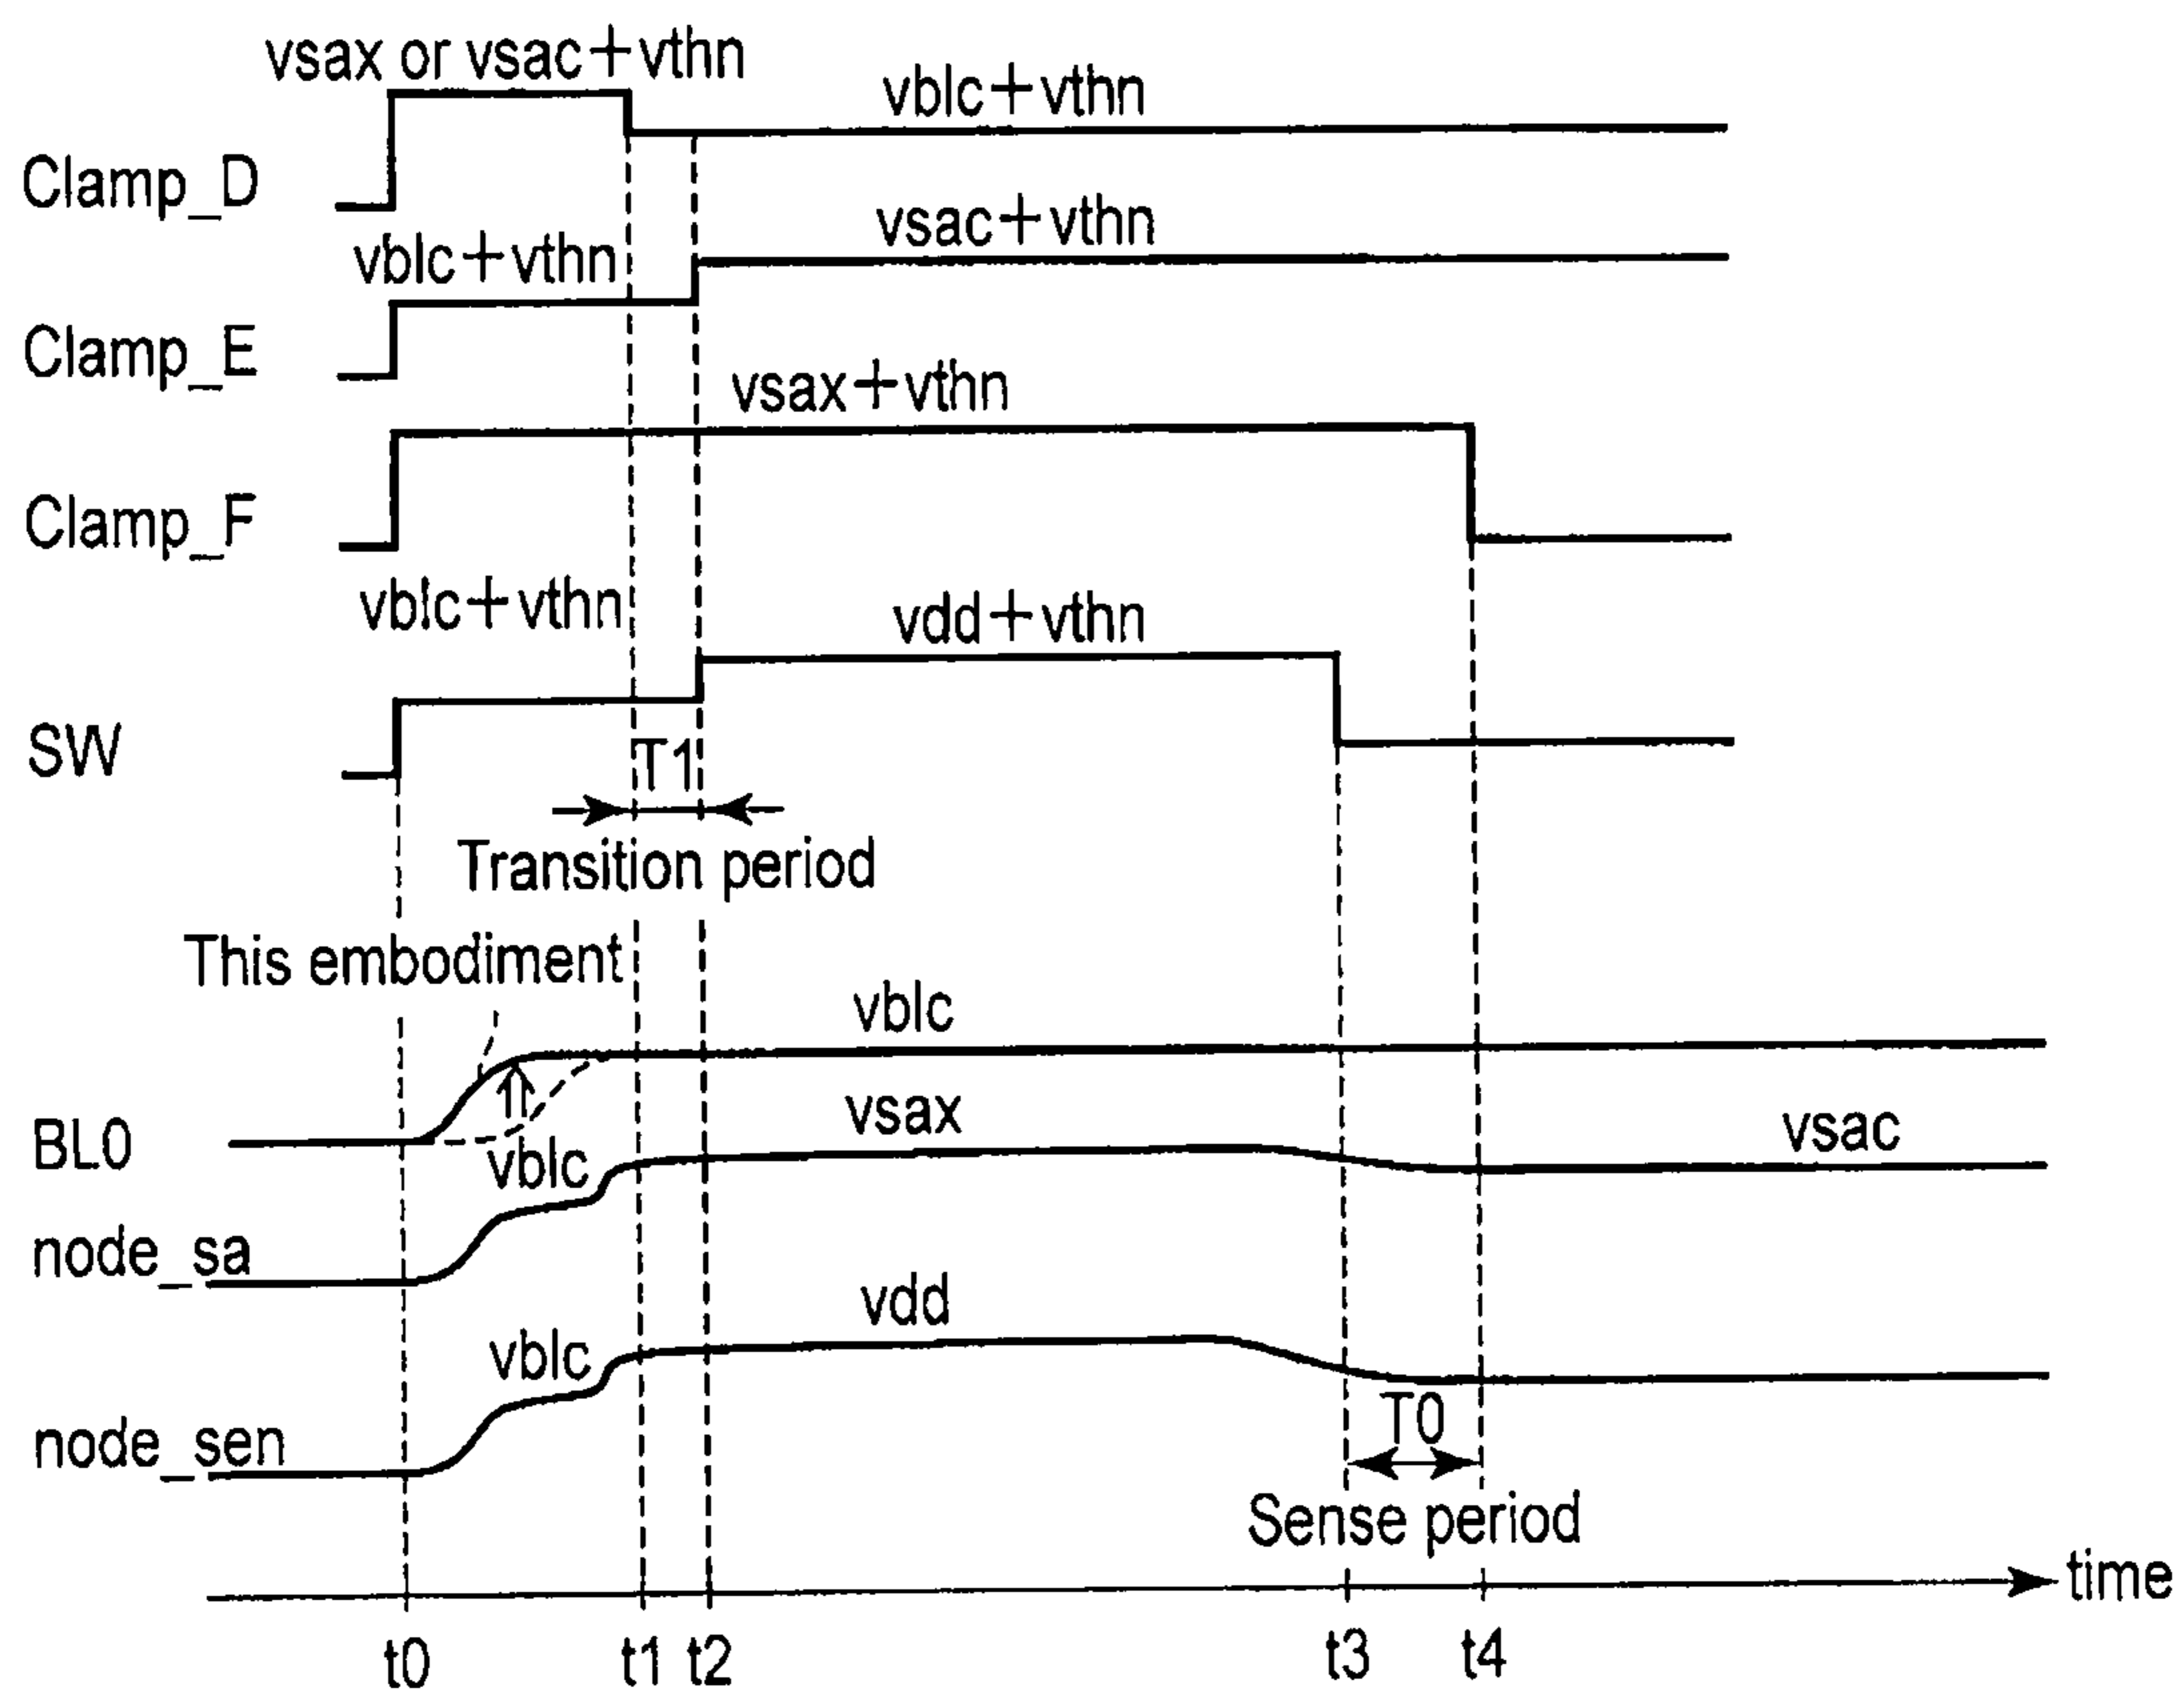 vsax or vsac+vthn
vblc+vthn
Clamp_D
vsac+vthn
vblc+vthn
Clamp_E
vsax+vthn
Clamp_F
vblc+vthn
vdd+vthn
SW
T1
Transition period
This embodiment
vblc
BL0
vsax
vsac
vblc
node_sa
vdd
vblc
node_sen
T0
Sense period
time
t0 t1 t2 t3 t4